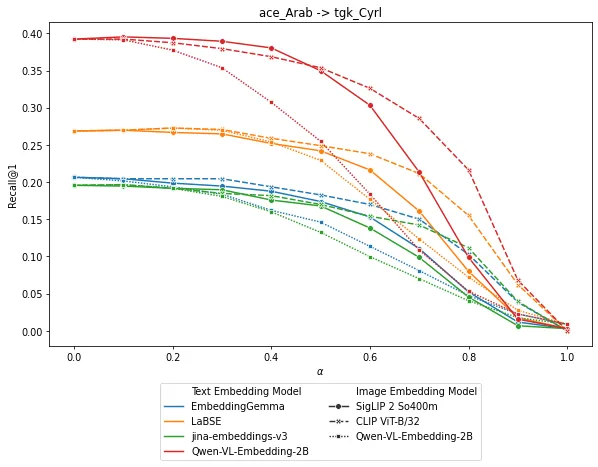 ace_Arab -> tgk_Cyrl
Recall@1
0.40
0.35
0.30
0.25
0.20
0.15
0.10
0.05
0.00
0.0 0.2 0.4 0.6 0.8 1.0
α
Text Embedding Model
EmbeddingGemma
LaBSE
jina-embeddings-v3
Qwen-VL-Embedding-2B
Image Embedding Model
SigLIP 2 So400m
CLIP ViT-B/32
Qwen-VL-Embedding-2B